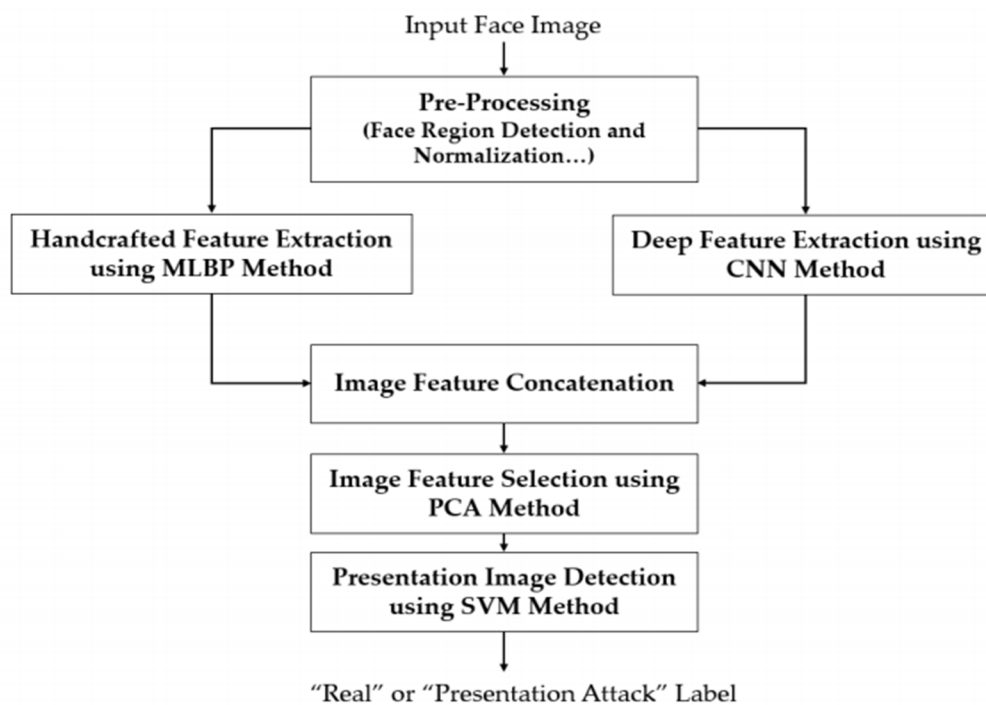 Input Face Image
Pre-Processing
(Face Region Detection and
Normalization…)
Handcrafted Feature Extraction
using MLBP Method
Deep Feature Extraction using
CNN Method
Image Feature Concatenation
Image Feature Selection using
PCA Method
Presentation Image Detection
using SVM Method
“Real” or “Presentation Attack” Label